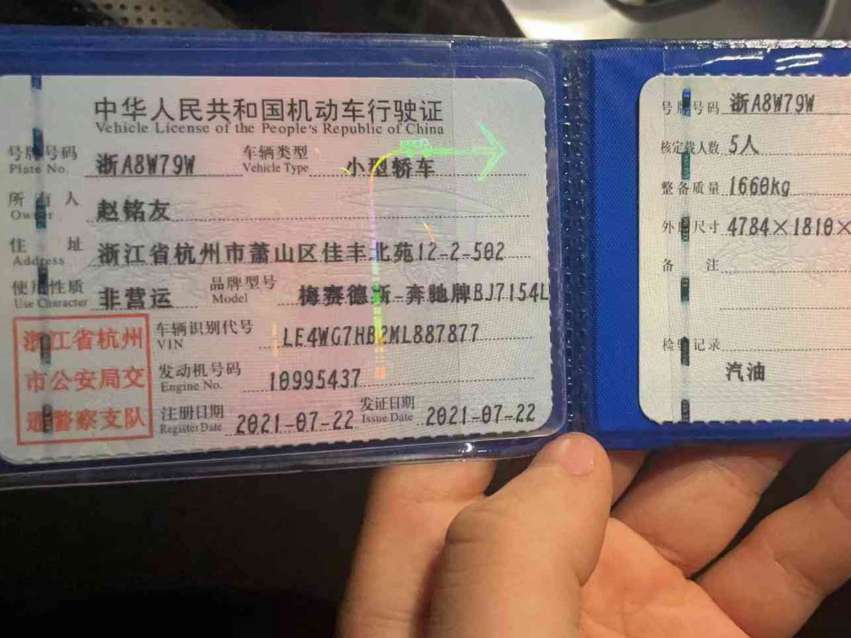 中华人民共和国机动车行驶证
Vehicle License of the People's Republic of China
号牌号码 浙A8W79W 车辆类型 小型轿车
Plate No. Vehicle Type
所有人 赵铭友
Owner
住址 浙江省杭州市萧山区佳丰北苑12-2-502
Address
使用性质 非营运 品牌型号 梅赛德斯-奔驰牌BJ7154L
Use Character Model
浙江省杭州
市公安局交
通警察支队
车辆识别代号 LE4WG7HB2ML887877
VIN
发动机号码 10995437
Engine No.
注册日期 2021-07-22 发证日期 2021-07-22
Register Date Issue Date
号牌号码 浙A8W79W
核定载人数 5人
整备质量 1660kg
外廓尺寸 4784×1810×
备注
检验记录
汽油